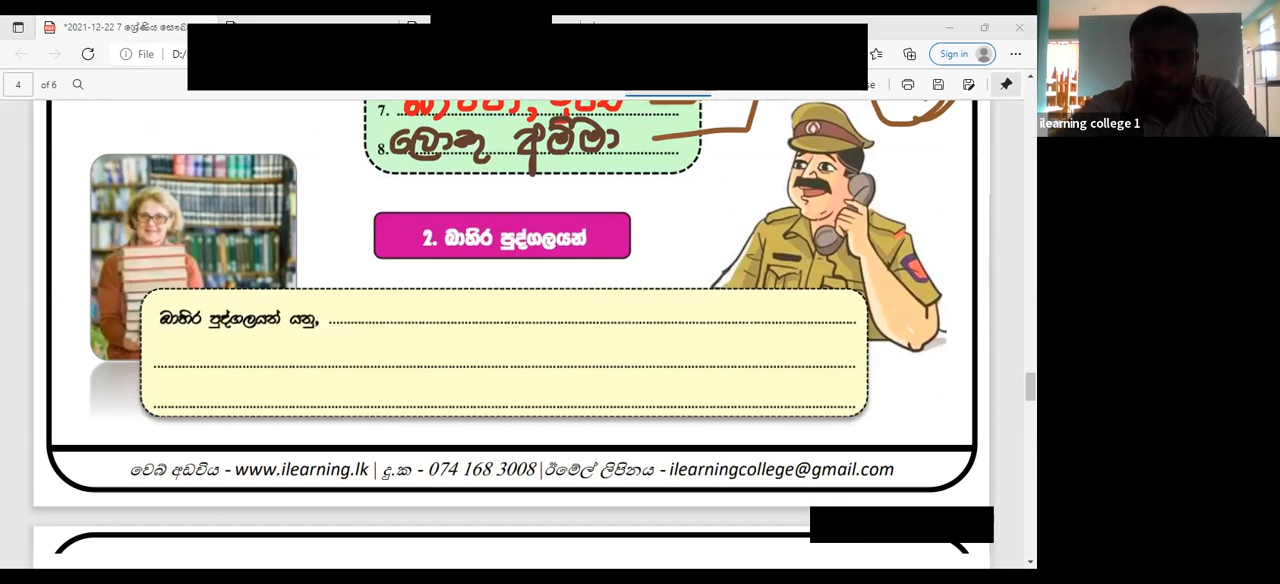 *2021-12-22 7 ශ්‍රේණිය සෞඛ
File D:/
Sign in
4 of 6
ilearning college 1
7.
8. ලොකු අම්මා
2. බාහිර පුද්ගලයන්
බාහිර පුද්ගලයන් යනු,
වෙබ් අඩවිය - www.ilearning.lk | දු.ක - 074 168 3008 | ඊමේල් ලිපිනය - ilearningcollege@gmail.com